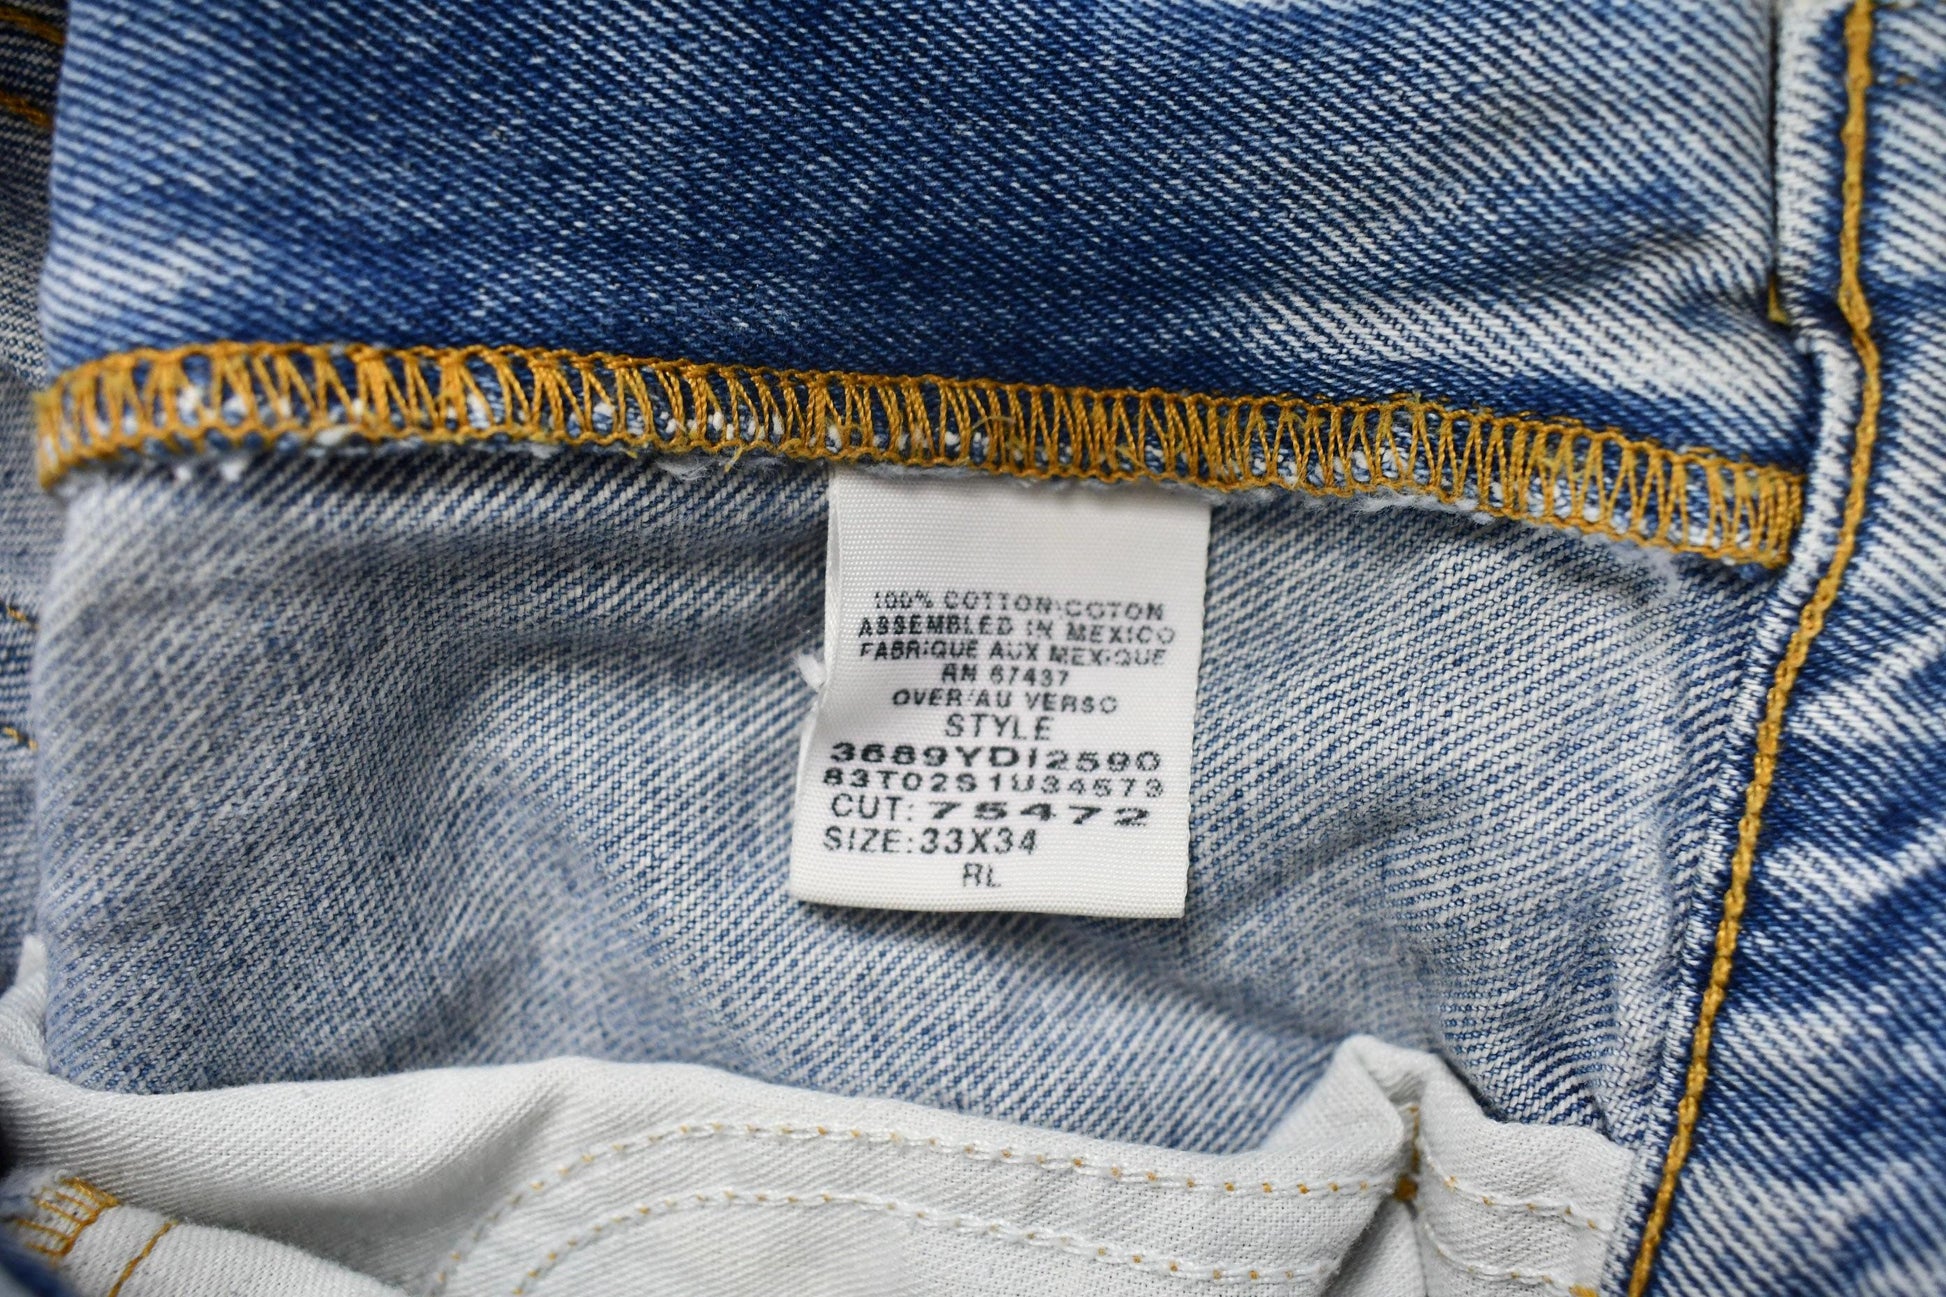 100% COTTON\COTON
ASSEMBLED IN MEXICO
FABRIQUE AUX MEXIQUE
RN 67437
OVER/AU VERSO
STYLE
3689YDI2590
83T02S1U34573
CUT: 75472
SIZE: 33X34
RL